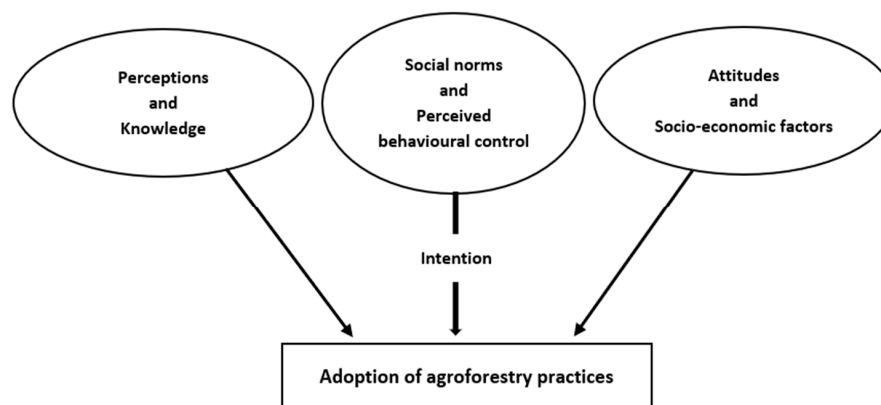 Perceptions
and
Knowledge
Social norms
and
Perceived
behavioural control
Attitudes
and
Socio-economic factors
Intention
Adoption of agroforestry practices